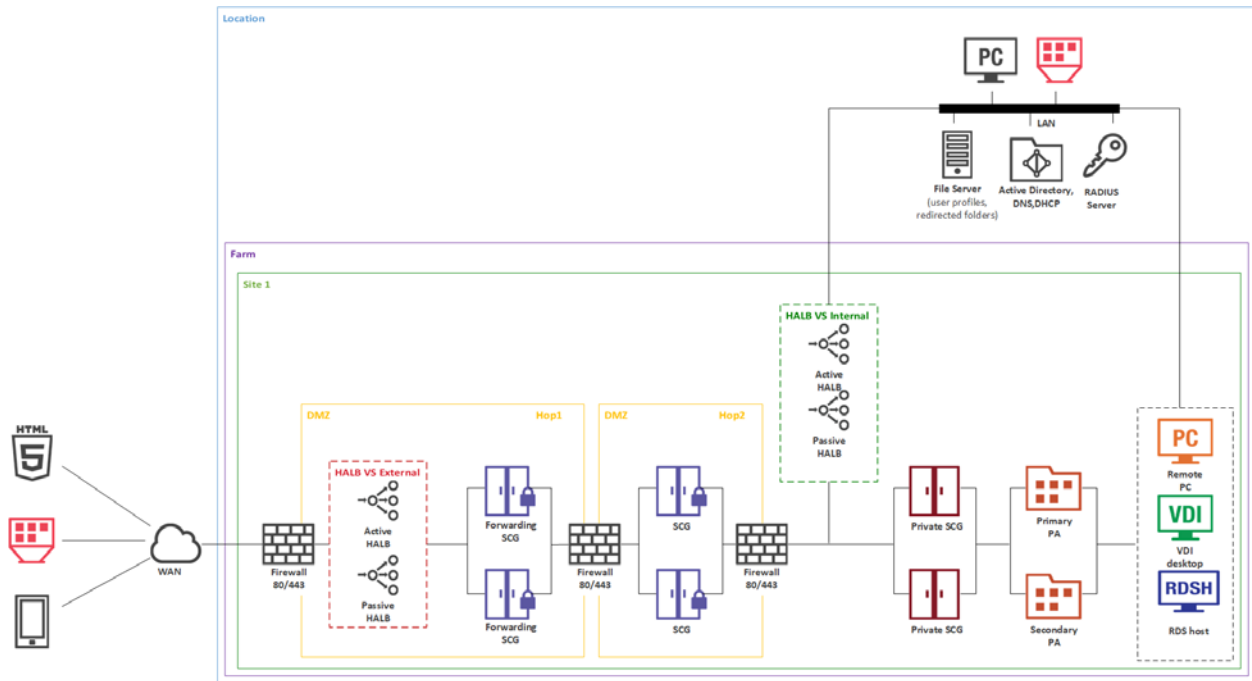 Location
PC
LAN
File Server
(user profiles,
redirected folders)
Active Directory,
DNS,DHCP
RADIUS
Server
Farm
Site 1
HALB VS Internal
Active
HALB
Passive
HALB
DMZ
Hop1
DMZ
Hop2
HTML
5
WAN
Firewall
80/443
HALB VS External
Active
HALB
Passive
HALB
Forwarding
SCG
Forwarding
SCG
Firewall
80/443
SCG
SCG
Firewall
80/443
Private SCG
Private SCG
Primary
PA
Secondary
PA
PC
Remote
PC
VDI
VDI
desktop
RDSH
RDS host